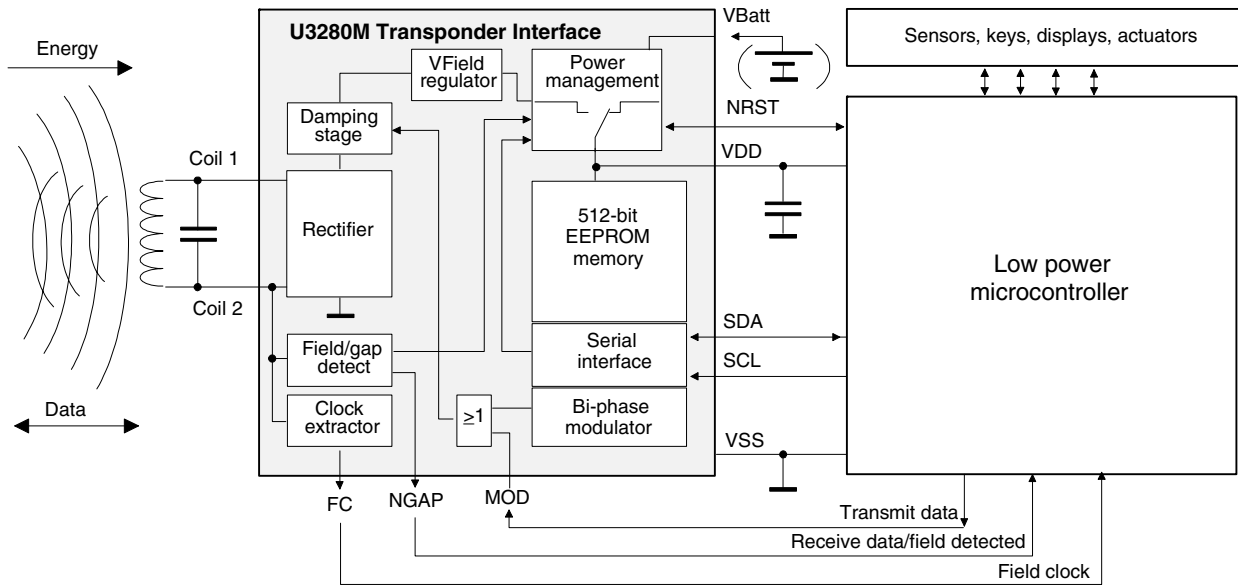 U3280M Transponder Interface
VBatt
Sensors, keys, displays, actuators
Energy
VField
regulator
Power
management
Damping
stage
NRST
Coil 1
VDD
Rectifier
512-bit
EEPROM
memory
Low power
microcontroller
Coil 2
SDA
Field/gap
detect
Serial
interface
SCL
Data
Clock
extractor
≥1
Bi-phase
modulator
VSS
FC
NGAP
MOD
Transmit data
Receive data/field detected
Field clock